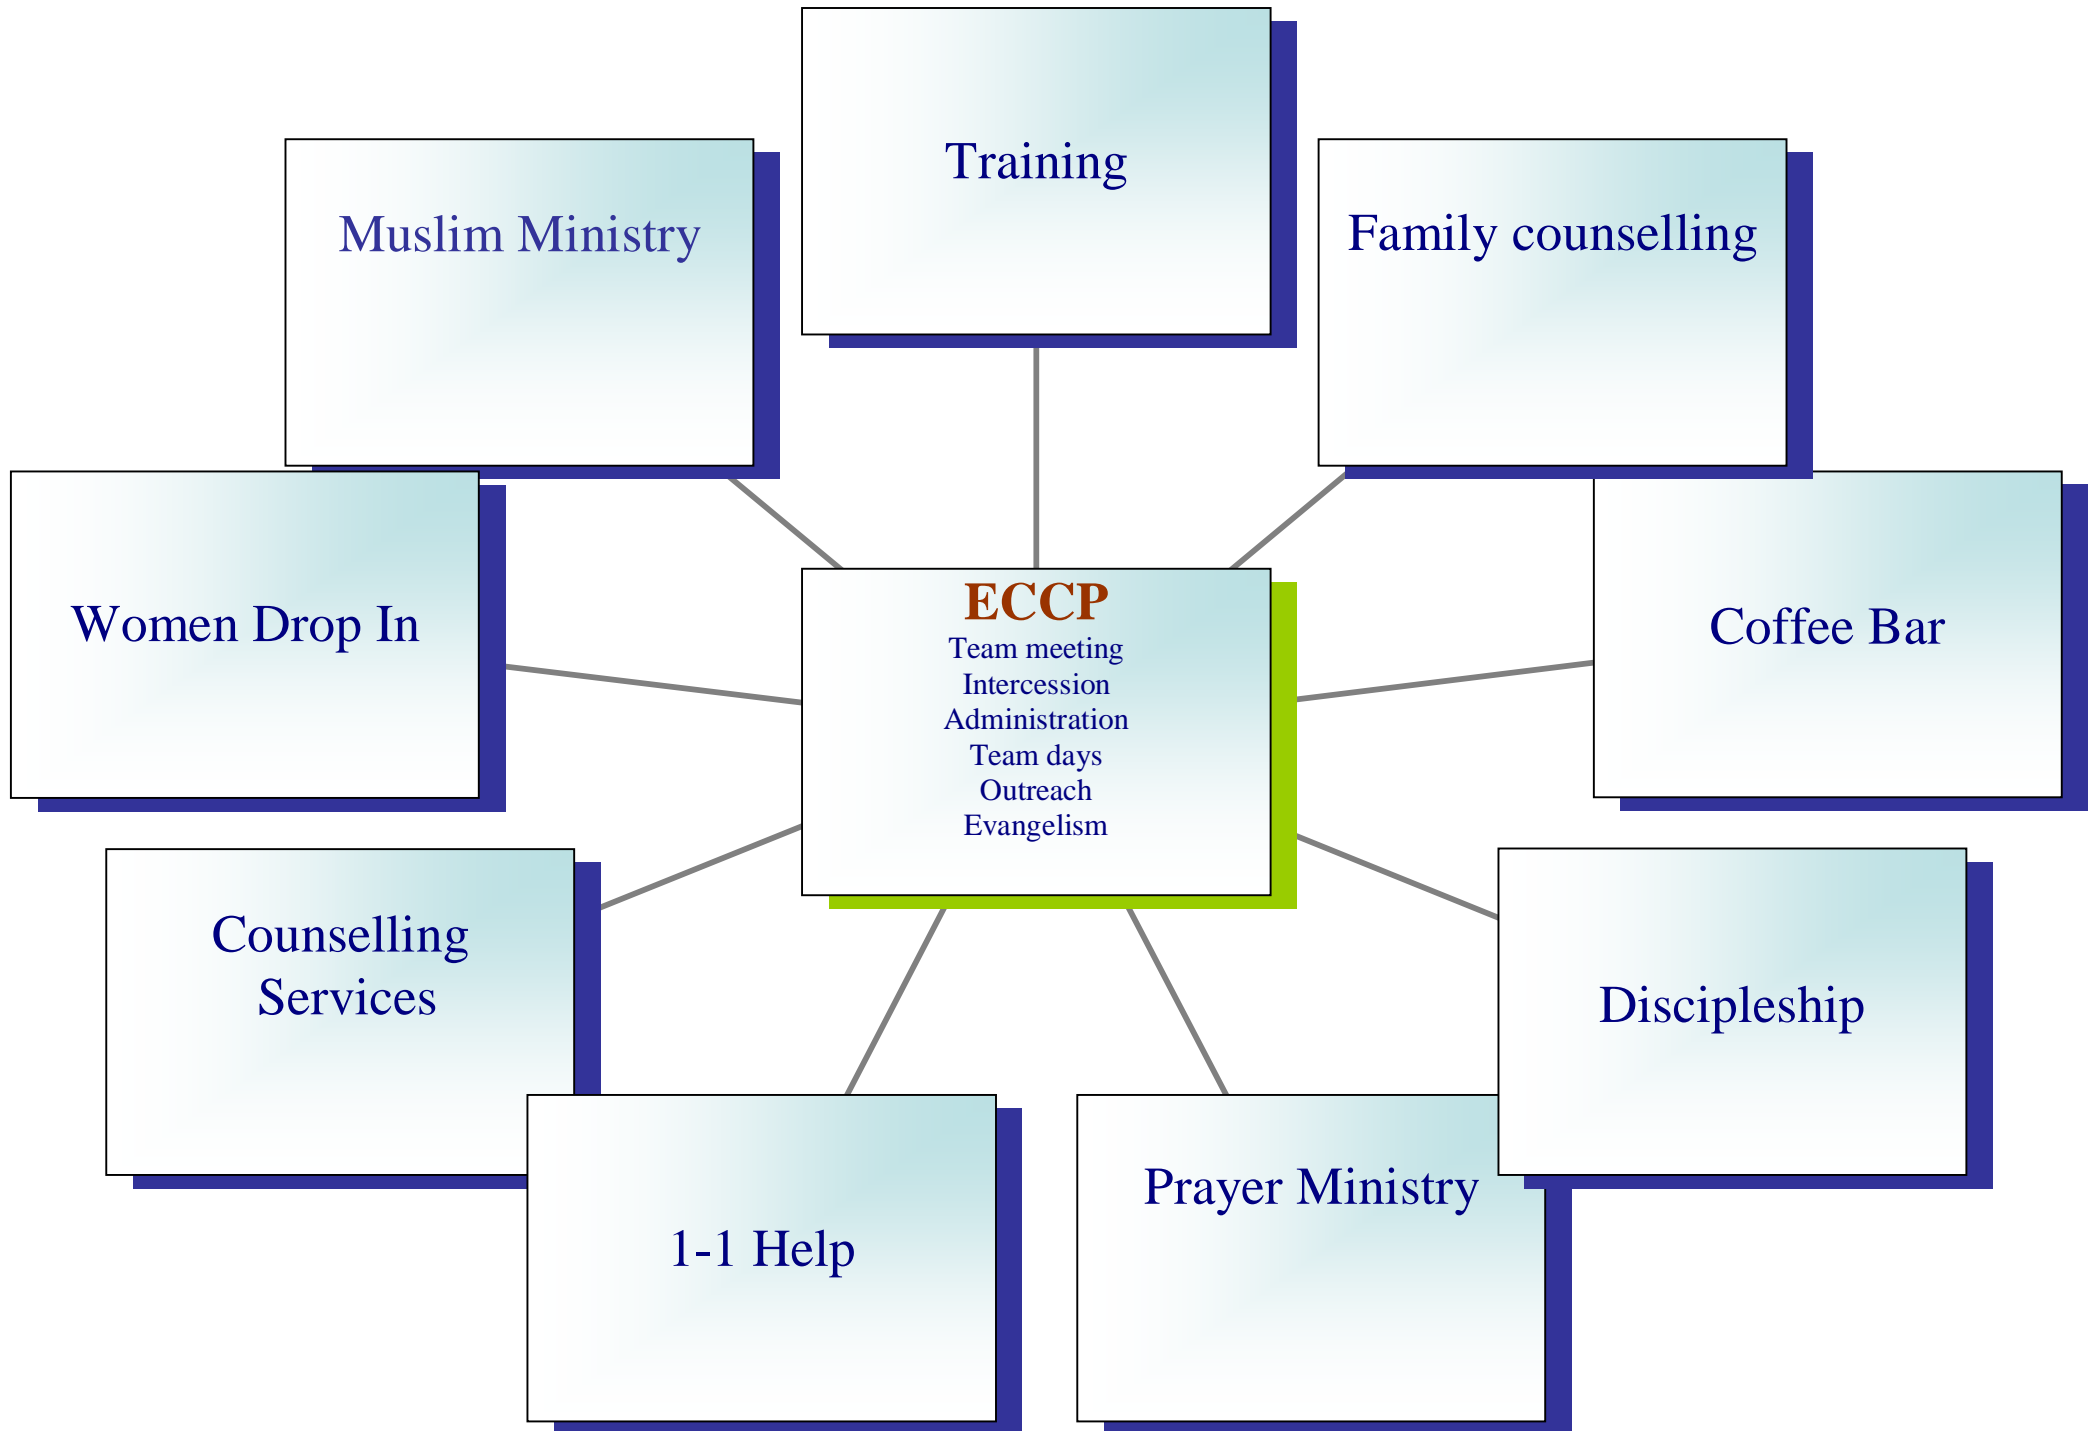 Training
Muslim Ministry
Family counselling
Women Drop In
ECCP
Team meeting
Intercession
Administration
Team days
Outreach
Evangelism
Coffee Bar
Counselling
Services
Discipleship
1-1 Help
Prayer Ministry